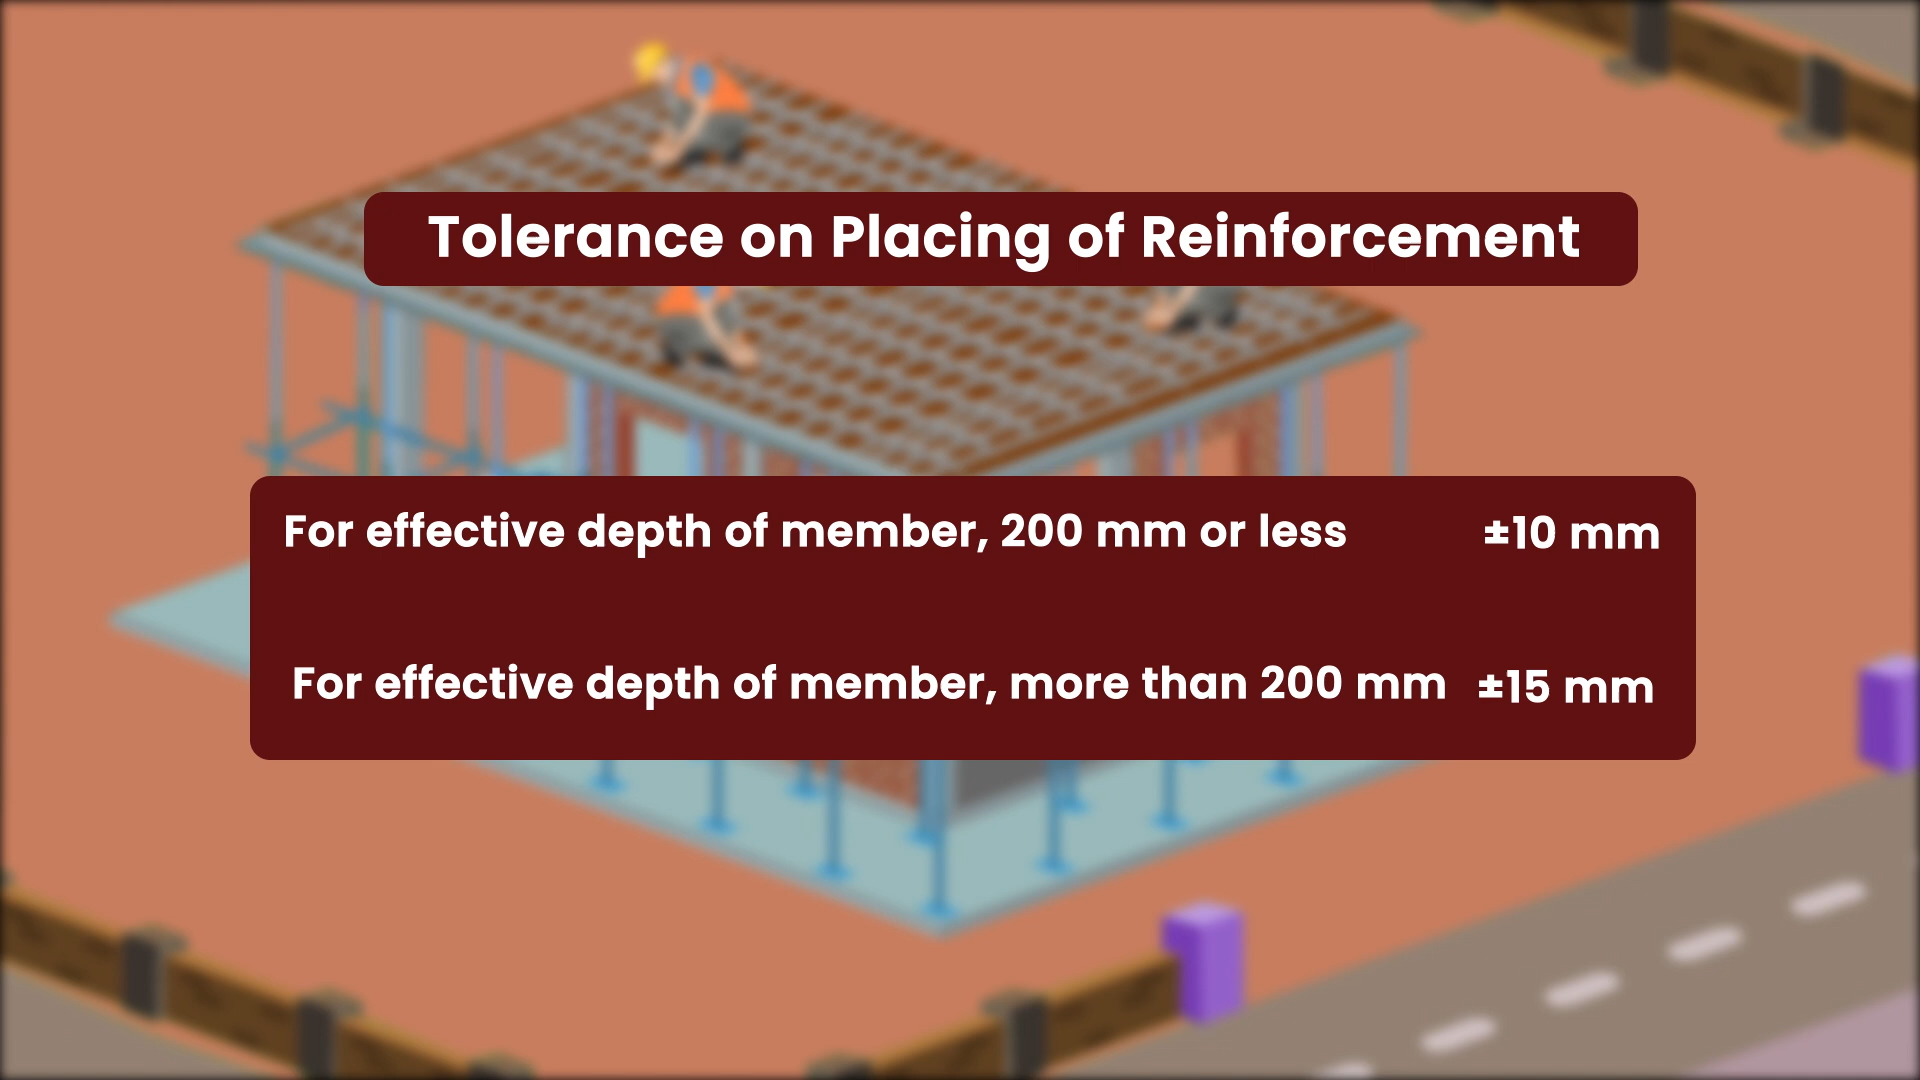 Tolerance on Placing of Reinforcement
For effective depth of member, 200 mm or less ±10 mm
For effective depth of member, more than 200 mm ±15 mm